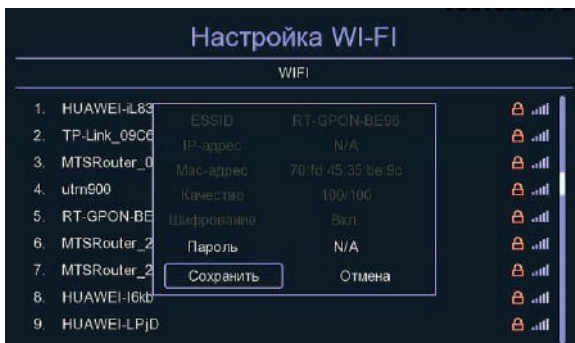 Настройка WI-FI
WIFI
1. HUAWEI-iL83
2. TP-Link_09C6
3. MTSRouter_0
4. utrn900
5. RT-GPON-BE
6. MTSRouter_2
7. MTSRouter_2
8. HUAWEI-I6kb
9. HUAWEI-LPjD
ESSID RT-GPON-BE96
IP-адрес N/A
Mac-адрес 70:fd:45:35:be:9c
Качество 100/100
Шифрование Вкл.
Пароль N/A
Сохранить Отмена